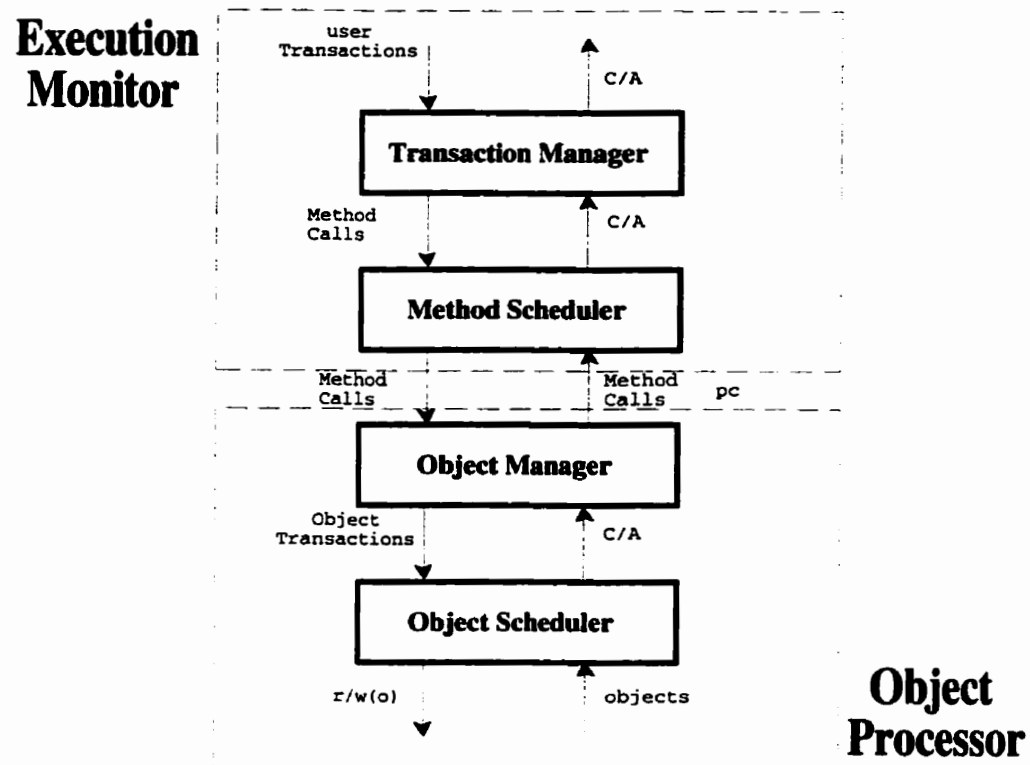 Execution
Monitor
user
Transactions
C/A
Transaction Manager
Method
Calls
C/A
Method Scheduler
Method
Calls
Method
Calls
pc
Object Manager
Object
Transactions
C/A
Object Scheduler
r/w(o)
objects
Object
Processor